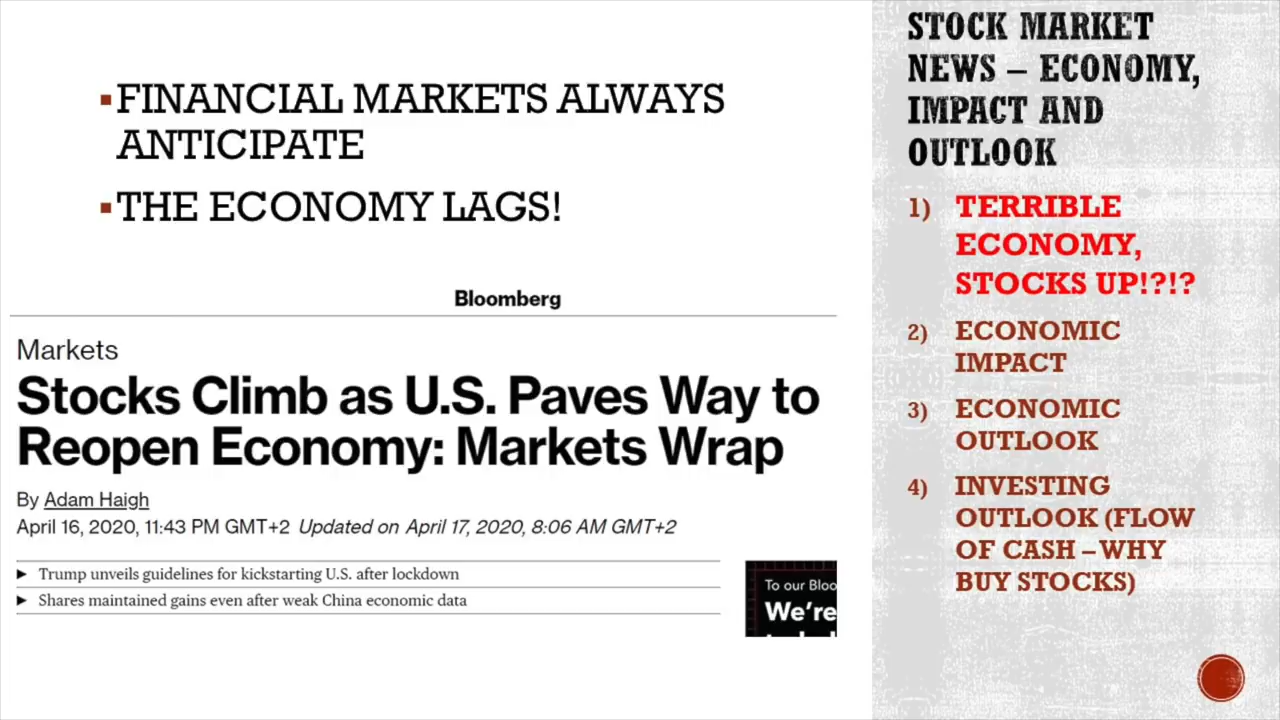 ▪FINANCIAL MARKETS ALWAYS
ANTICIPATE
▪THE ECONOMY LAGS!
Bloomberg
Markets
Stocks Climb as U.S. Paves Way to
Reopen Economy: Markets Wrap
By Adam Haigh
April 16, 2020, 11:43 PM GMT+2 Updated on April 17, 2020, 8:06 AM GMT+2
► Trump unveils guidelines for kickstarting U.S. after lockdown
► Shares maintained gains even after weak China economic data
To our Bloo
We're
STOCK MARKET
NEWS – ECONOMY,
IMPACT AND
OUTLOOK
1) TERRIBLE
ECONOMY,
STOCKS UP!?!?
2) ECONOMIC
IMPACT
3) ECONOMIC
OUTLOOK
4) INVESTING
OUTLOOK (FLOW
OF CASH – WHY
BUY STOCKS)